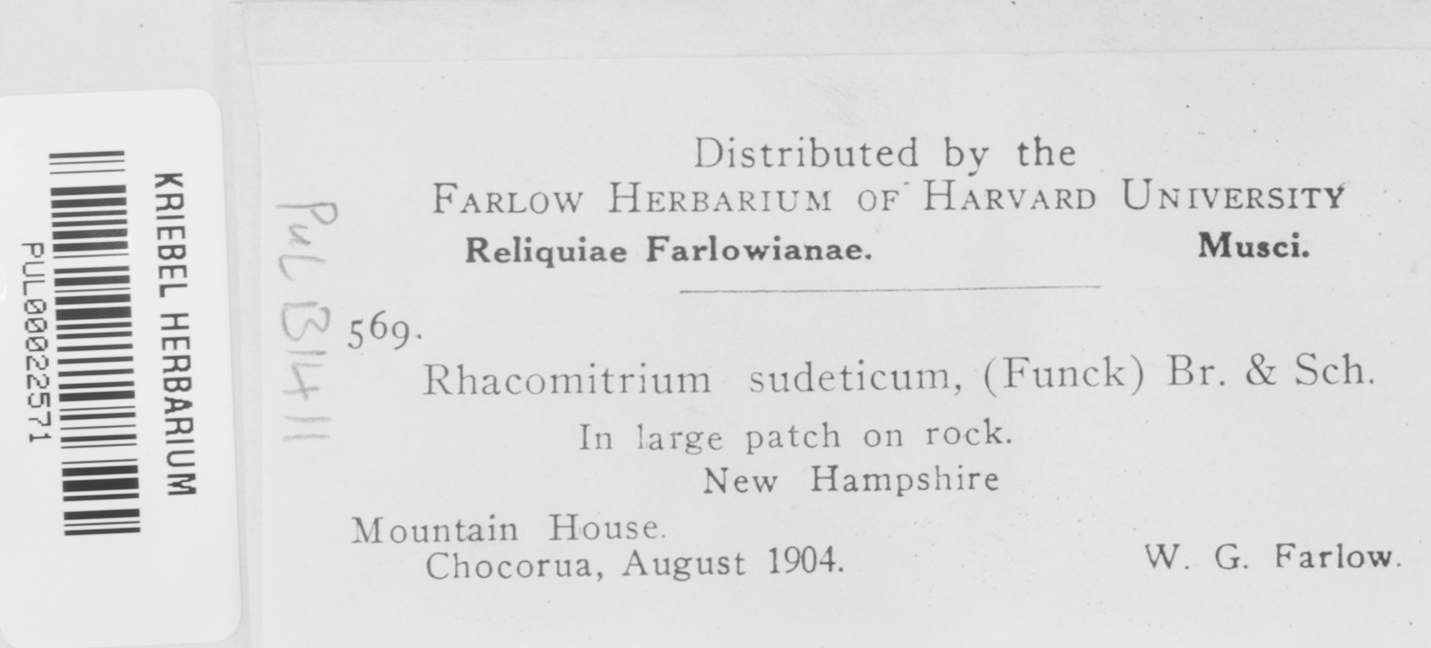 KRIEBEL HERBARIUM
PUL00022571
PUL B1411
Distributed by the
FARLOW HERBARIUM OF HARVARD UNIVERSITY
Reliquiae Farlowianae. Musci.
569.
Rhacomitrium sudeticum, (Funck) Br. & Sch.
In large patch on rock.
New Hampshire
Mountain House.
Chocorua, August 1904. W. G. Farlow.